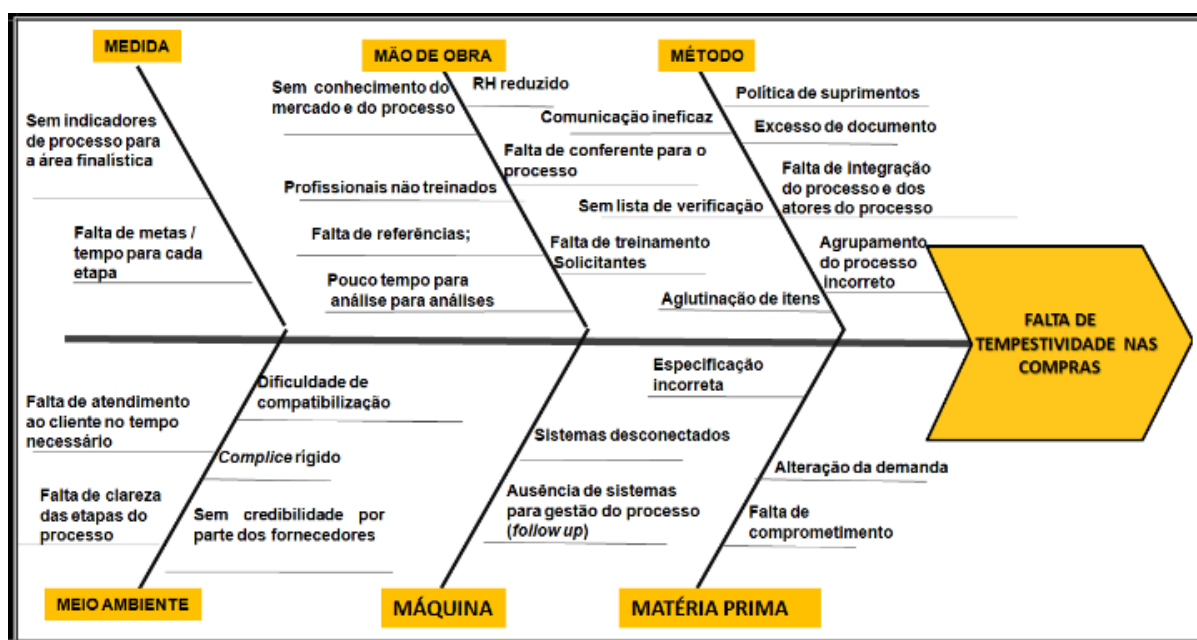 MEDIDA
MÃO DE OBRA
MÉTODO
Sem indicadores
de processo para
a área finalística
Falta de metas /
tempo para cada
etapa
Sem conhecimento do
mercado e do processo
Profissionais não treinados
Falta de referências;
Pouco tempo para
análise para análises
RH reduzido
Comunicação ineficaz
Falta de conferente para o
processo
Sem lista de verificação
Falta de treinamento
Solicitantes
Aglutinação de itens
Política de suprimentos
Excesso de documento
Falta de integração
do processo e dos
atores do processo
Agrupamento
do processo
incorreto
FALTA DE
TEMPESTIVIDADE NAS
COMPRAS
Falta de atendimento
ao cliente no tempo
necessário
Falta de clareza
das etapas do
processo
Dificuldade de
compatibilização
Complice rígido
Sem credibilidade por
parte dos fornecedores
Sistemas desconectados
Ausência de sistemas
para gestão do processo
(follow up)
Especificação
incorreta
Alteração da demanda
Falta de
comprometimento
MEIO AMBIENTE
MÁQUINA
MATÉRIA PRIMA